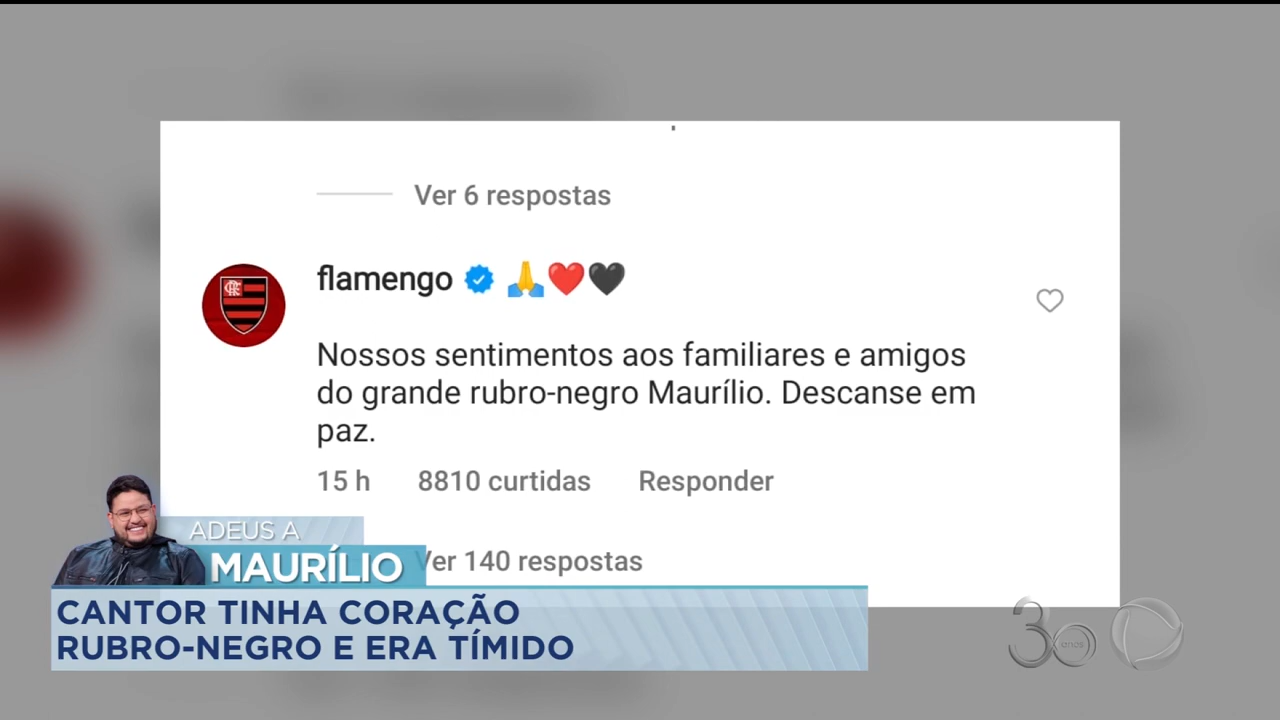 Ver 6 respostas
flamengo 🙏❤️🖤
Nossos sentimentos aos familiares e amigos
do grande rubro-negro Maurílio. Descanse em
paz.
15 h 8810 curtidas Responder
Ver 140 respostas
ADEUS A
MAURÍLIO
CANTOR TINHA CORAÇÃO
RUBRO-NEGRO E ERA TÍMIDO
30 anos